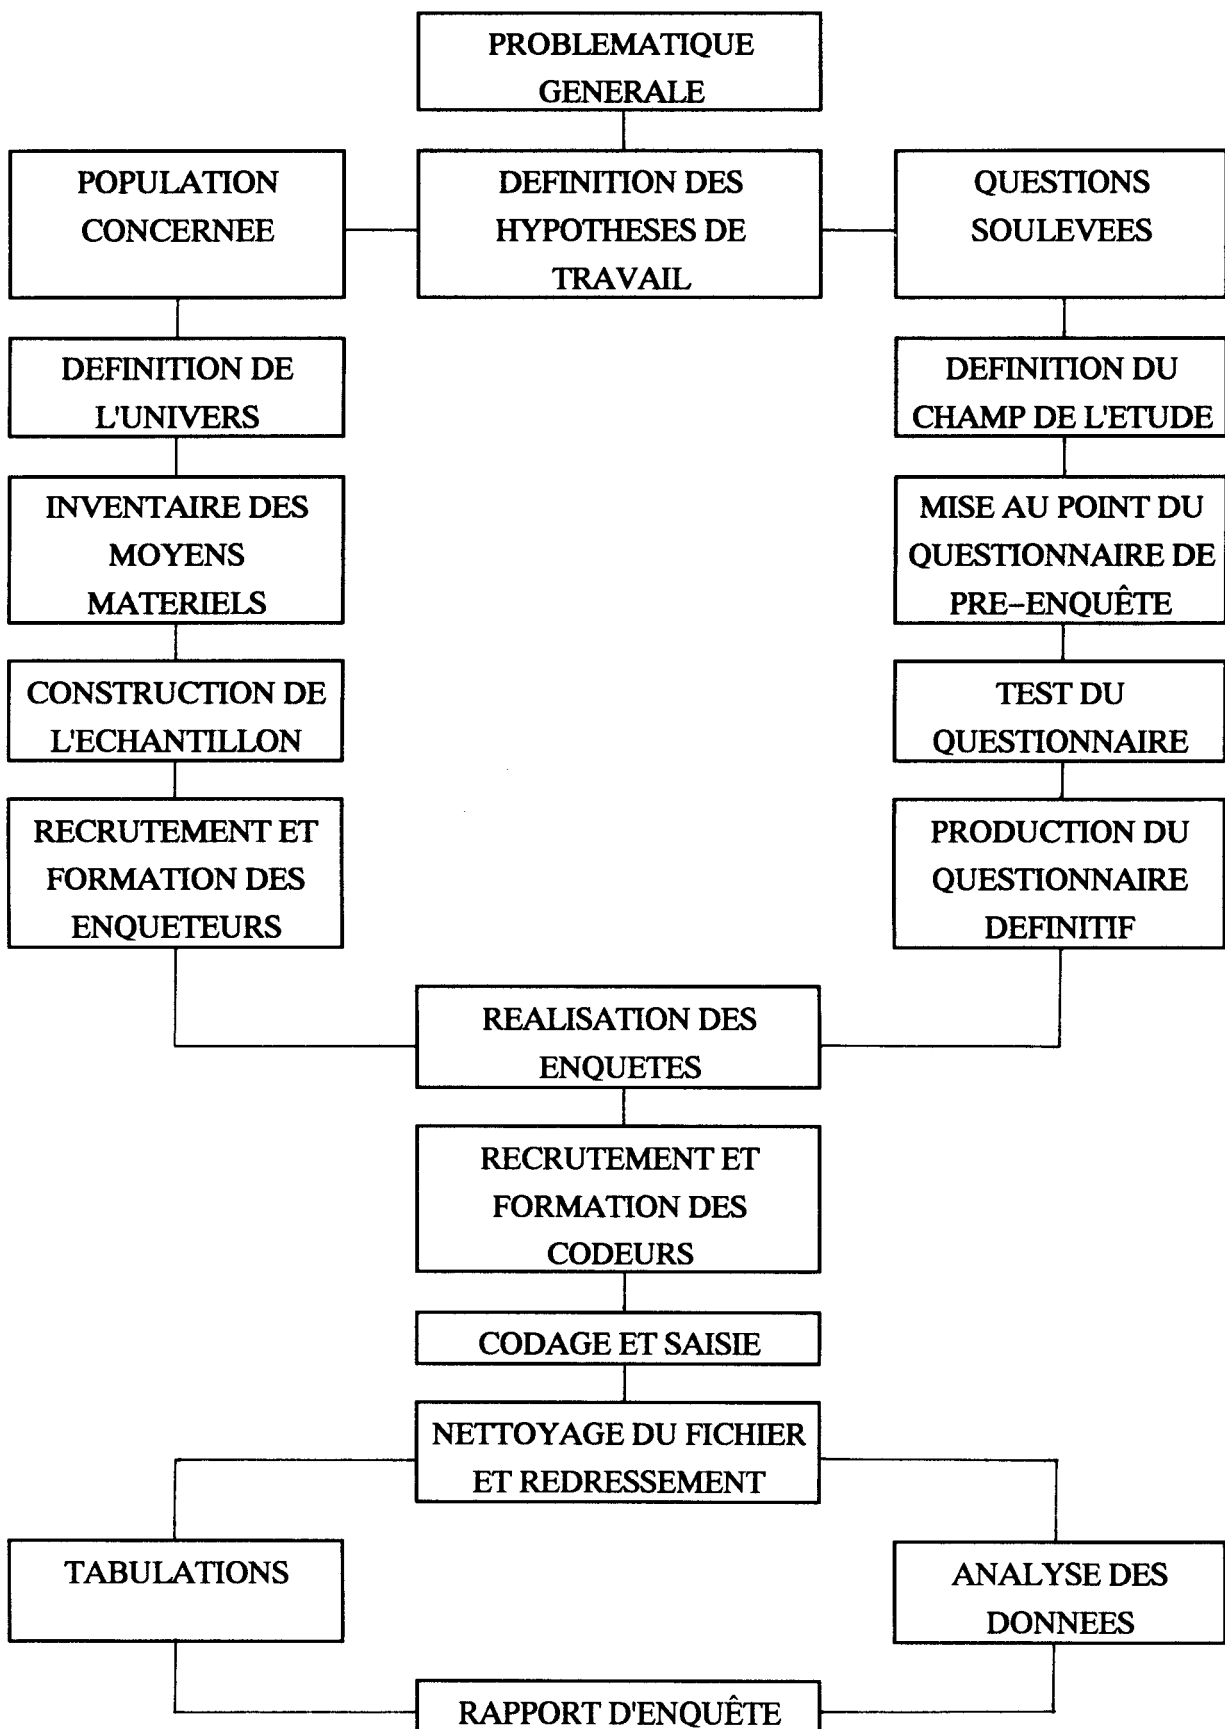 PROBLEMATIQUE
GENERALE
POPULATION
CONCERNEE
DEFINITION DES
HYPOTHESES DE
TRAVAIL
QUESTIONS
SOULEVEES
DEFINITION DE
L'UNIVERS
INVENTAIRE DES
MOYENS
MATERIELS
CONSTRUCTION DE
L'ECHANTILLON
RECRUTEMENT ET
FORMATION DES
ENQUETEURS
DEFINITION DU
CHAMP DE L'ETUDE
MISE AU POINT DU
QUESTIONNAIRE DE
PRE-ENQUÊTE
TEST DU
QUESTIONNAIRE
PRODUCTION DU
QUESTIONNAIRE
DEFINITIF
REALISATION DES
ENQUETES
RECRUTEMENT ET
FORMATION DES
CODEURS
CODAGE ET SAISIE
NETTOYAGE DU FICHIER
ET REDRESSEMENT
TABULATIONS
ANALYSE DES
DONNEES
RAPPORT D'ENQUÊTE